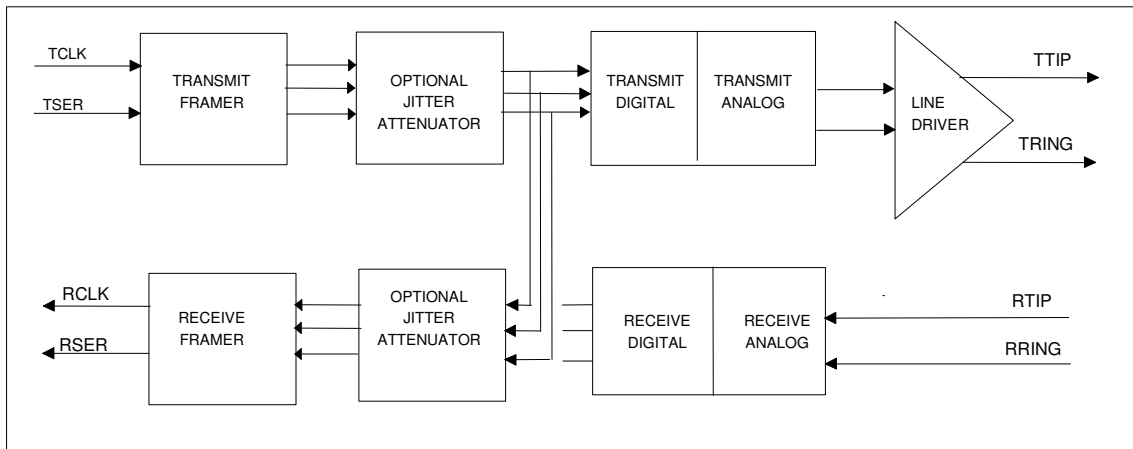 TCLK
TSER
TRANSMIT
FRAMER
OPTIONAL
JITTER
ATTENUATOR
TRANSMIT
DIGITAL
TRANSMIT
ANALOG
LINE
DRIVER
TTIP
TRING
RCLK
RSER
RECEIVE
FRAMER
OPTIONAL
JITTER
ATTENUATOR
RECEIVE
DIGITAL
RECEIVE
ANALOG
RTIP
RRING